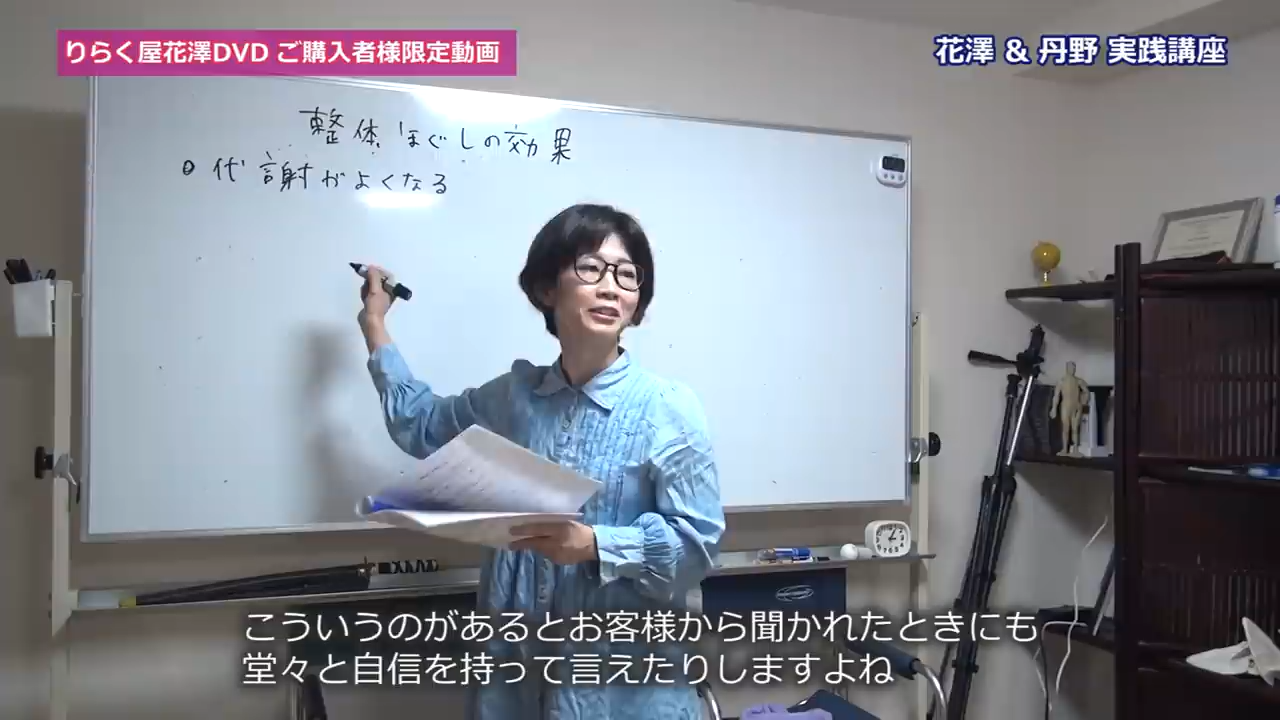 りらく屋花澤DVD ご購入者様限定動画
花澤 & 丹野 実践講座
整体ほぐしの効果
代謝がよくなる
こういうのがあるとお客様から聞かれたときにも
堂々と自信を持って言えたりしますよね